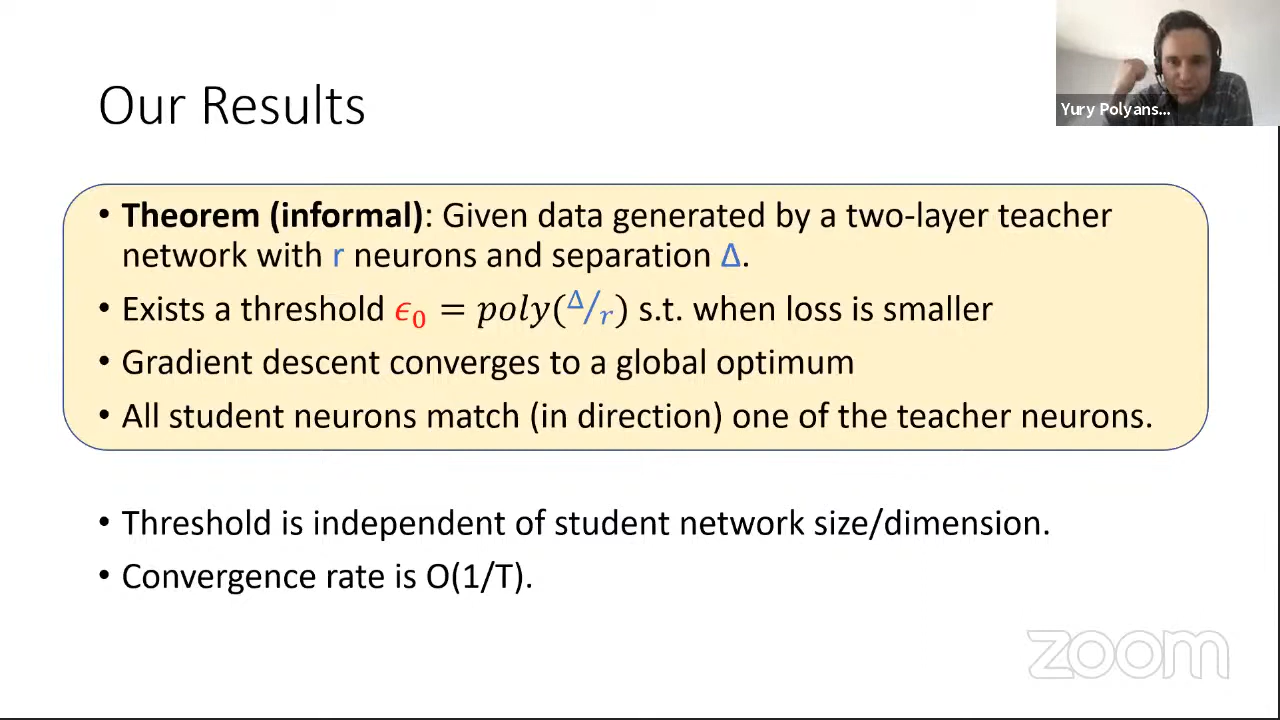 Our Results
Yury Polyans...
• Theorem (informal): Given data generated by a two-layer teacher
network with r neurons and separation Δ.
• Exists a threshold ϵ₀ = poly(Δ/r) s.t. when loss is smaller
• Gradient descent converges to a global optimum
• All student neurons match (in direction) one of the teacher neurons.
• Threshold is independent of student network size/dimension.
• Convergence rate is O(1/T).
zoom